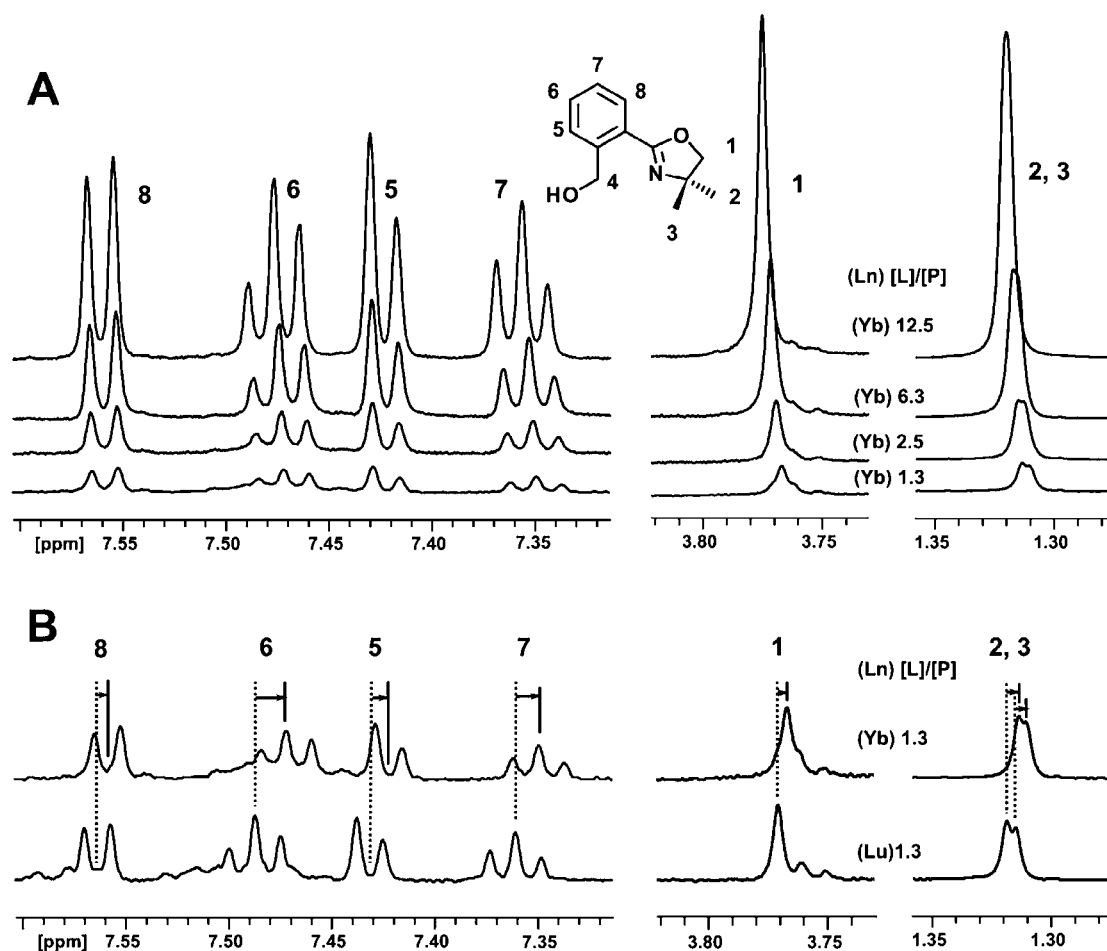 A
8
6
5
7
1
2, 3
7
6
8
5
O
N
HO
4
1
2
3
(Ln) [L]/[P]
(Yb) 12.5
(Yb) 6.3
(Yb) 2.5
(Yb) 1.3
[ppm] 7.55 7.50 7.45 7.40 7.35 3.80 3.75 1.35 1.30
B
8 6 5 7 1 2, 3
(Ln) [L]/[P]
(Yb) 1.3
(Lu)1.3
[ppm] 7.55 7.50 7.45 7.40 7.35 3.80 3.75 1.35 1.30